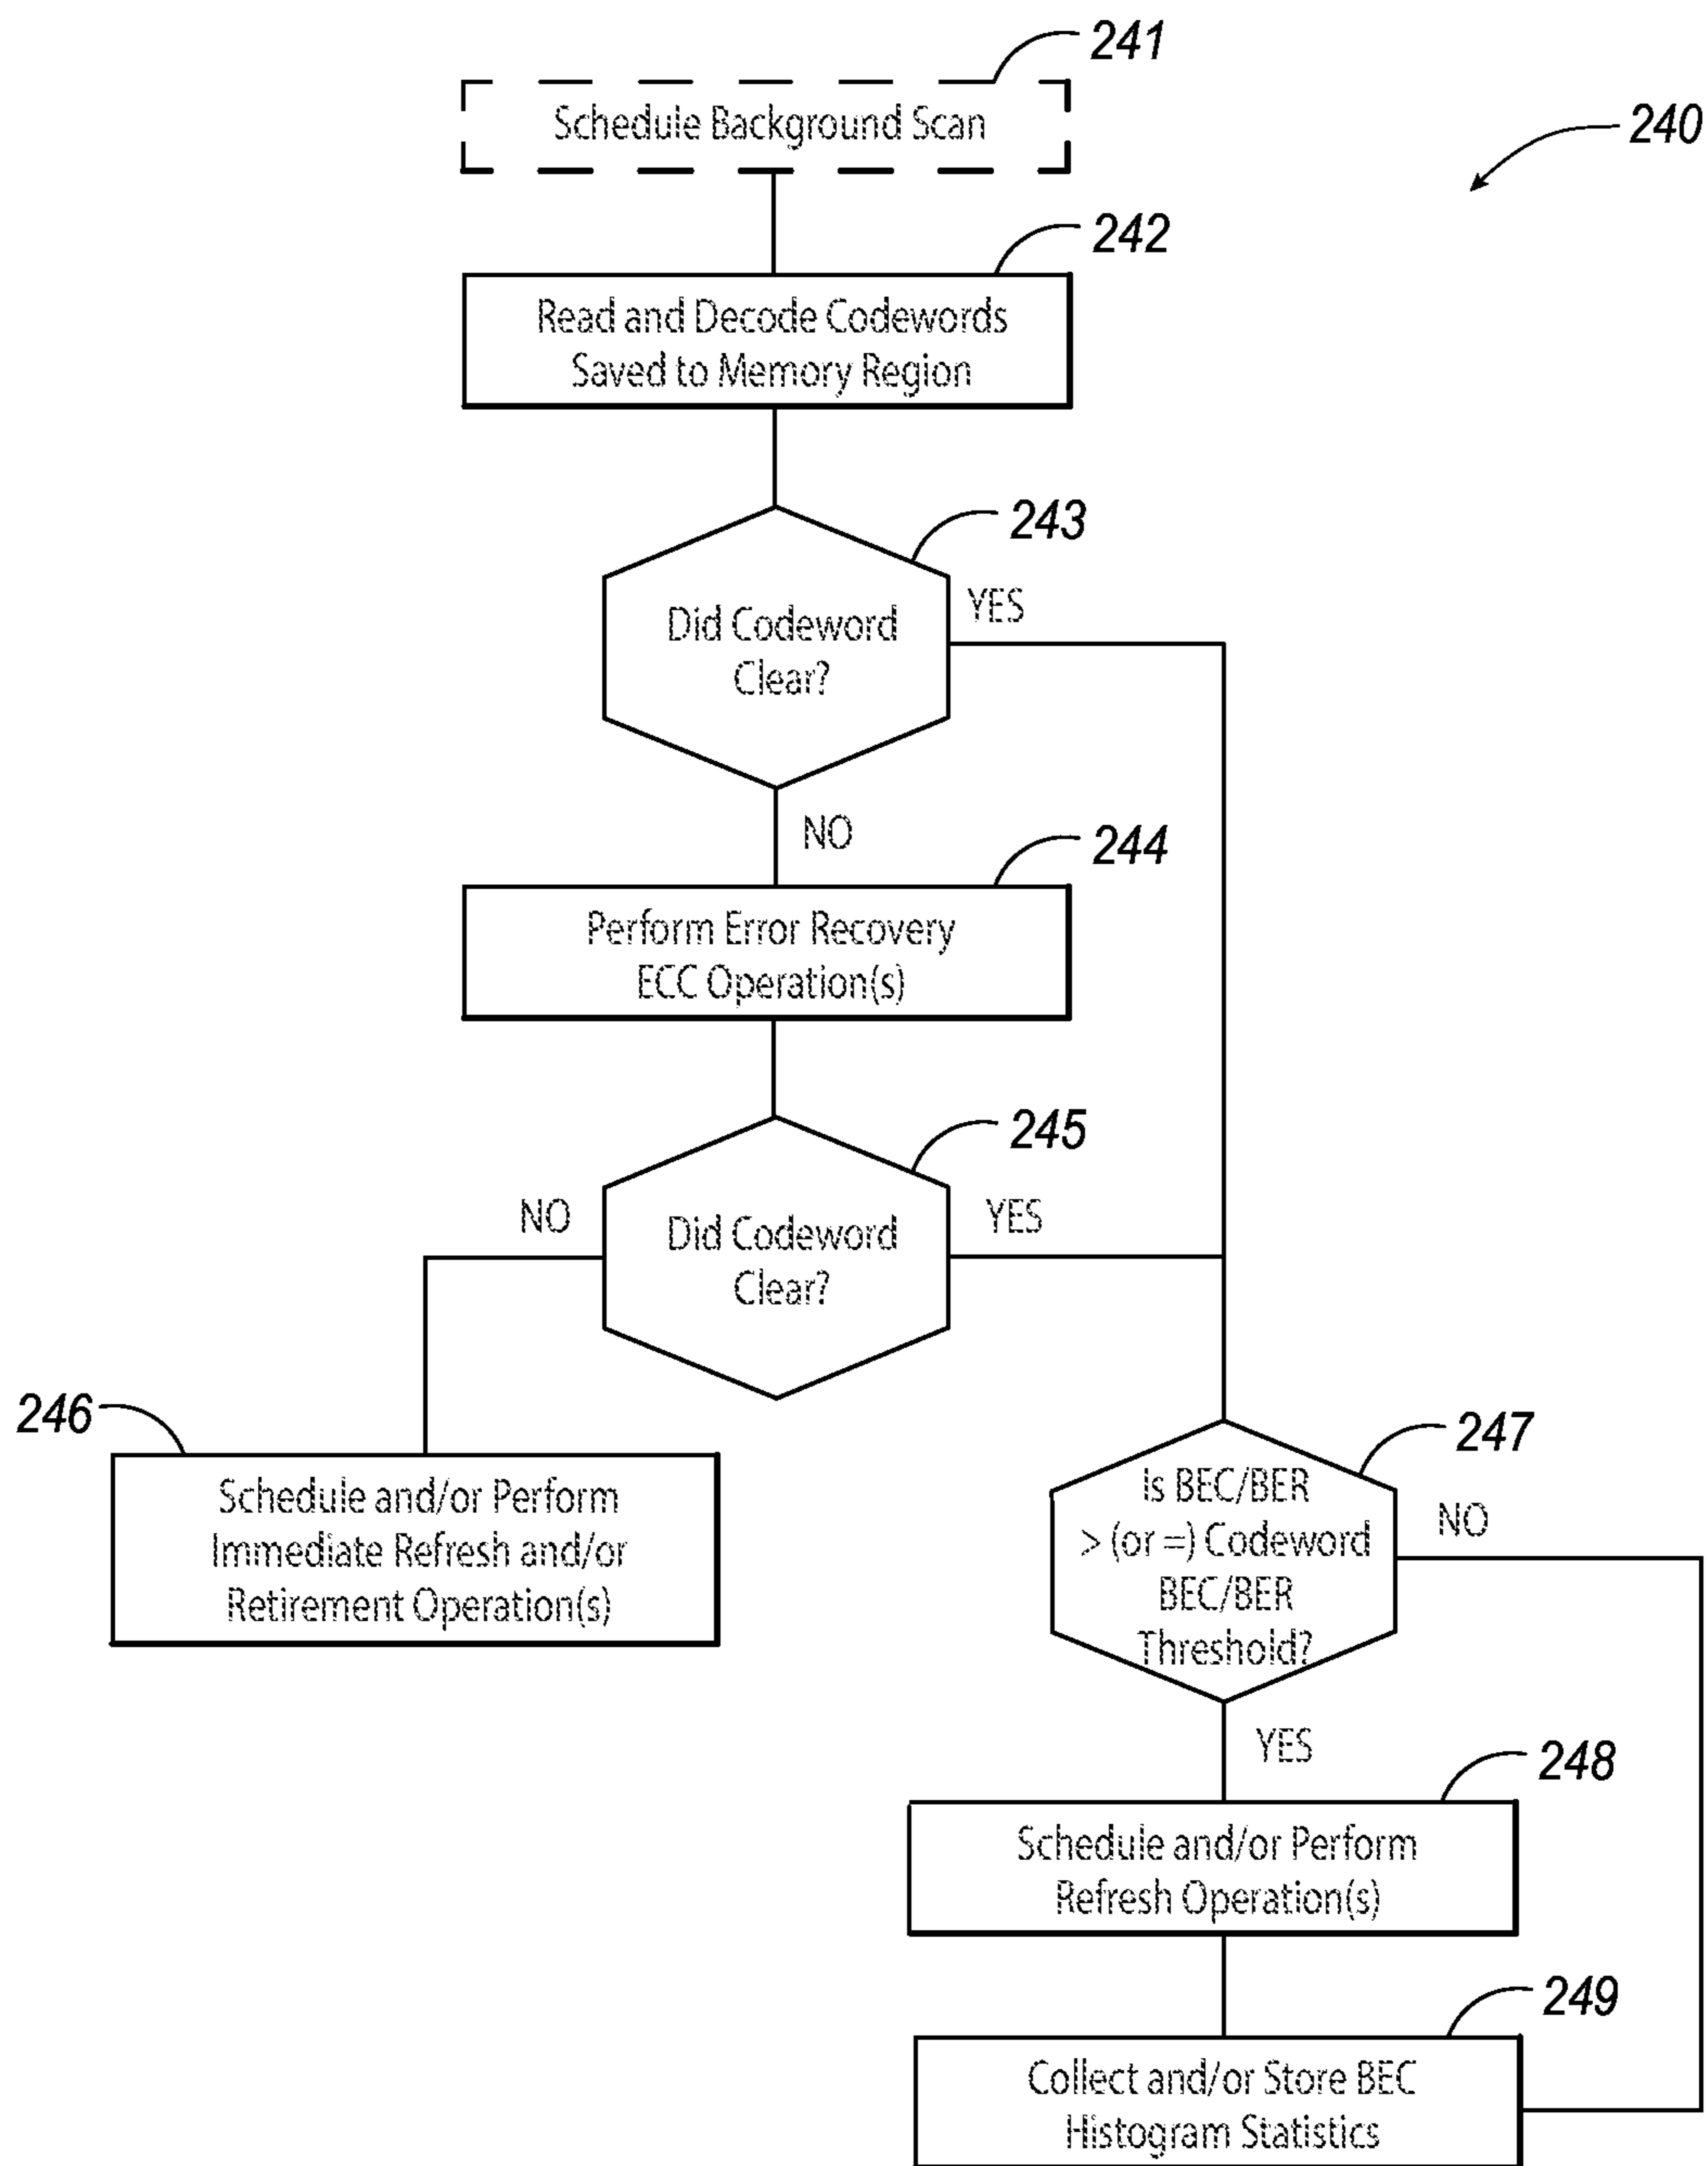 241
Schedule Background Scan
240
242
Read and Decode Codewords
Saved to Memory Region
243
Did Codeword
Clear?
YES
NO
244
Perform Error Recovery
ECC Operation(s)
245
Did Codeword
Clear?
NO
YES
246
Schedule and/or Perform
Immediate Refresh and/or
Retirement Operation(s)
247
Is BEC/BER
> (or =) Codeword
BEC/BER
Threshold?
NO
YES
248
Schedule and/or Perform
Refresh Operation(s)
249
Collect and/or Store BEC
Histogram Statistics